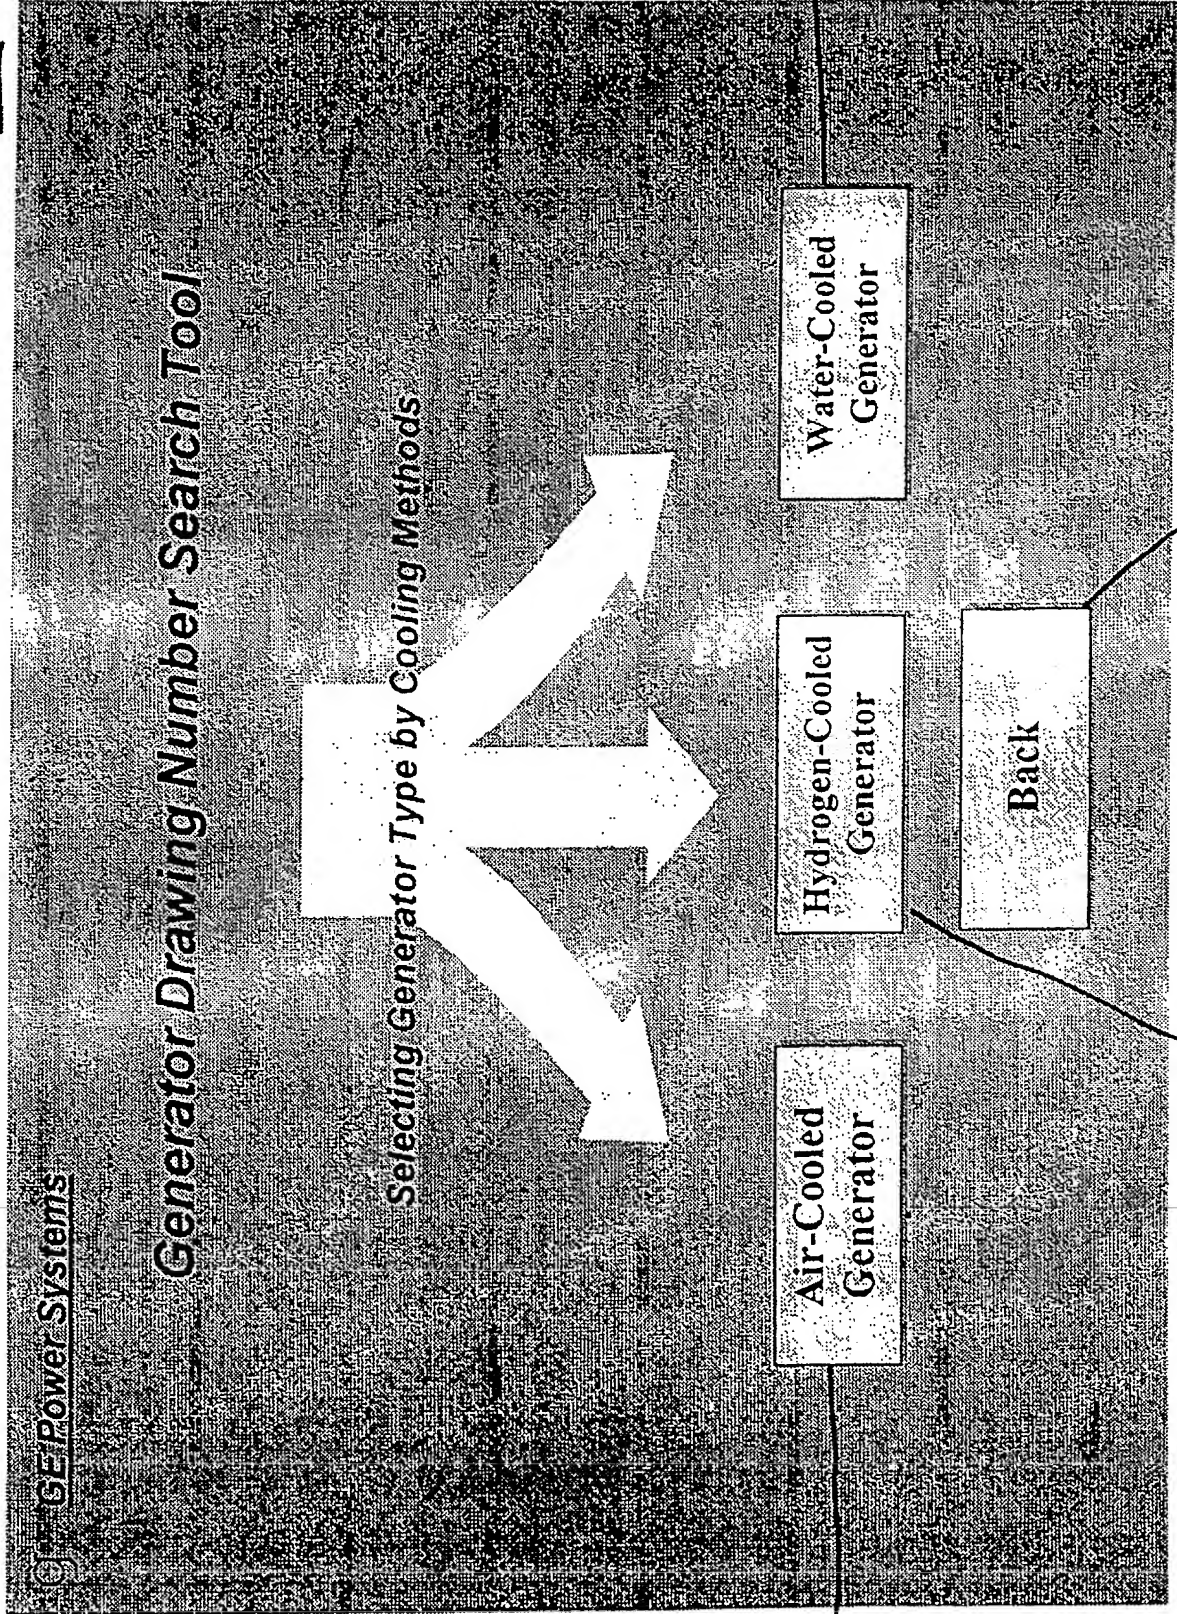 GE Power Systems
Generator Drawing Number Search Tool
Selecting Generator Type by Cooling Methods
Air-Cooled
Generator
Hydrogen-Cooled
Generator
Water-Cooled
Generator
Back